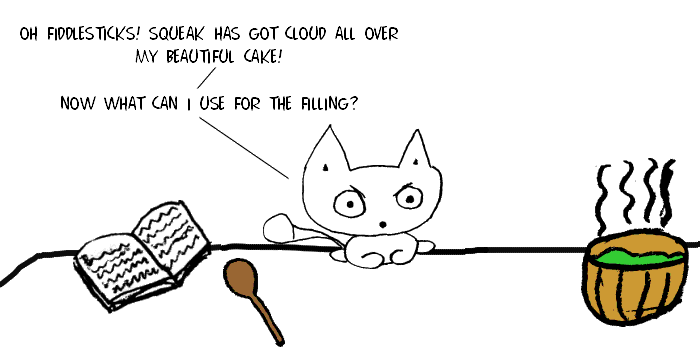 OH FIDDLESTICKS! SQUEAK HAS GOT CLOUD ALL OVER
MY BEAUTIFUL CAKE!
NOW WHAT CAN I USE FOR THE FILLING?